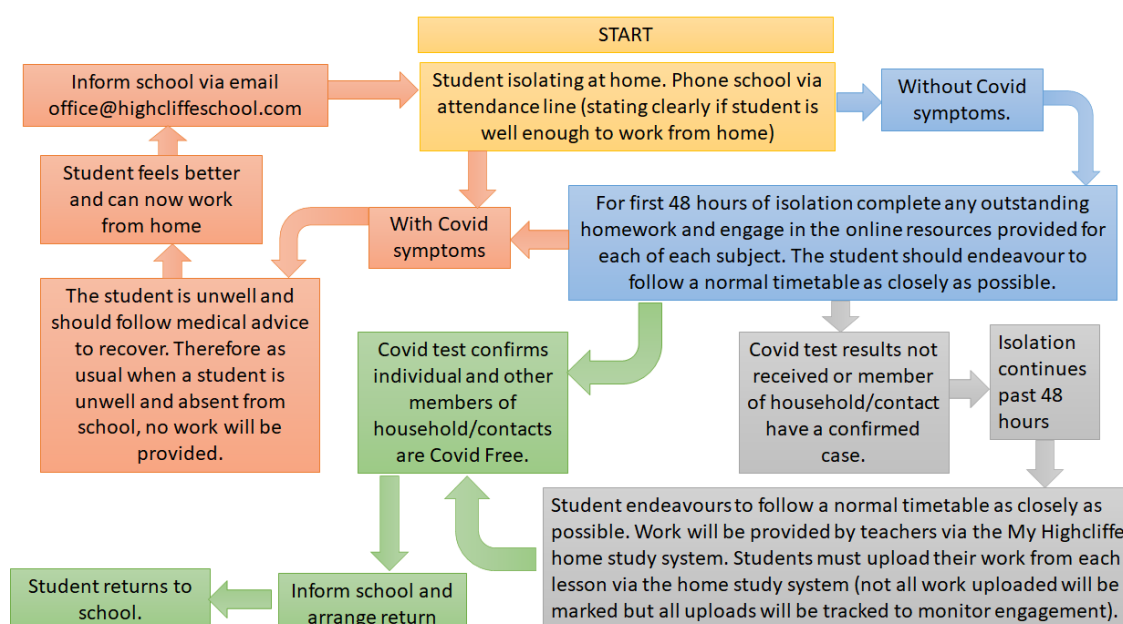 START
Inform school via email
office@highcliffeschool.com
Student isolating at home. Phone school via
attendance line (stating clearly if student is
well enough to work from home)
Without Covid
symptoms.
Student feels better
and can now work
from home
With Covid
symptoms
For first 48 hours of isolation complete any outstanding
homework and engage in the online resources provided for
each of each subject. The student should endeavour to
follow a normal timetable as closely as possible.
The student is unwell and
should follow medical advice
to recover. Therefore as
usual when a student is
unwell and absent from
school, no work will be
provided.
Covid test confirms
individual and other
members of
household/contacts
are Covid Free.
Covid test results not
received or member
of household/contact
have a confirmed
case.
Isolation
continues
past 48
hours
Student endeavours to follow a normal timetable as closely as
possible. Work will be provided by teachers via the My Highcliffe
home study system. Students must upload their work from each
lesson via the home study system (not all work uploaded will be
marked but all uploads will be tracked to monitor engagement).
Inform school and
arrange return
Student returns to
school.